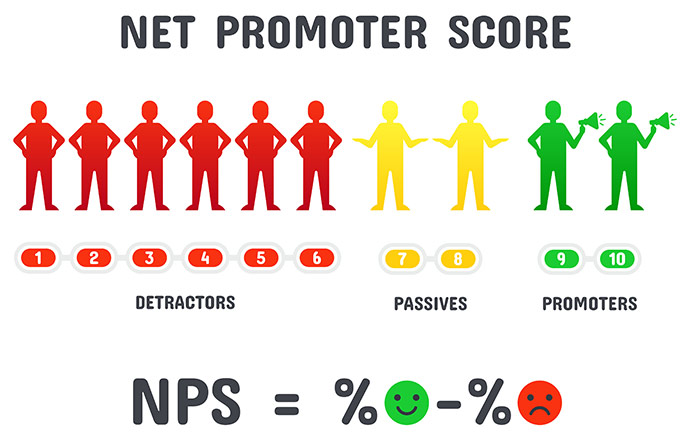 NET PROMOTER SCORE
1 2 3 4 5 6 7 8 9 10
DETRACTORS PASSIVES PROMOTERS
NPS = % - %